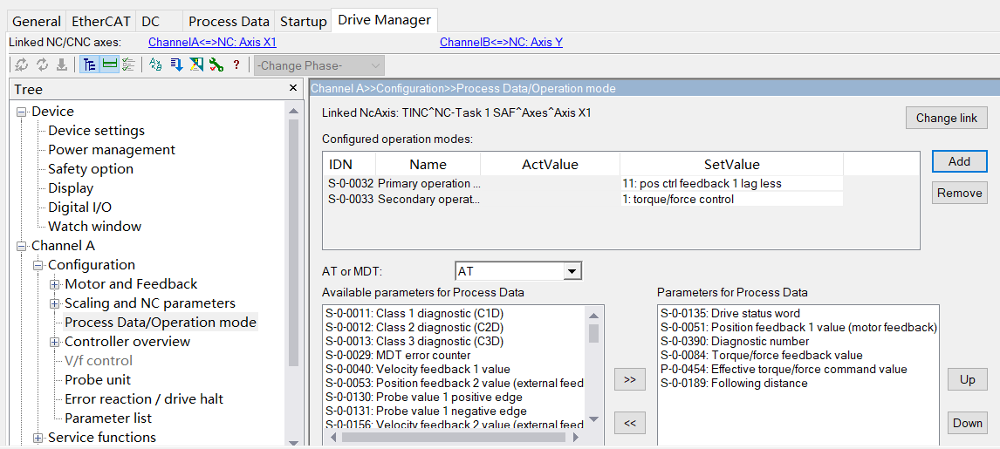 General EtherCAT DC Process Data Startup Drive Manager
Linked NC/CNC axes: ChannelA<=>NC: Axis X1 ChannelB<=>NC: Axis Y
-Change Phase-
Tree ×
Device
Device settings
Power management
Safety option
Display
Digital I/O
Watch window
Channel A
Configuration
Motor and Feedback
Scaling and NC parameters
Process Data/Operation mode
Controller overview
V/f control
Probe unit
Error reaction / drive halt
Parameter list
Service functions
Channel A>>Configuration>>Process Data/Operation mode
Linked NcAxis: TINC^NC-Task 1 SAF^Axes^Axis X1
Change link
Configured operation modes:
IDN Name ActValue SetValue
S-0-0032 Primary operation ... 11: pos ctrl feedback 1 lag less
S-0-0033 Secondary operat... 1: torque/force control
Add
Remove
AT or MDT: AT
Available parameters for Process Data
S-0-0011: Class 1 diagnostic (C1D)
S-0-0012: Class 2 diagnostic (C2D)
S-0-0013: Class 3 diagnostic (C3D)
S-0-0029: MDT error counter
S-0-0040: Velocity feedback 1 value
S-0-0053: Position feedback 2 value (external feed
S-0-0130: Probe value 1 positive edge
S-0-0131: Probe value 1 negative edge
S-0-0156: Velocity feedback 2 value (external feed
>>
<<
Parameters for Process Data
S-0-0135: Drive status word
S-0-0051: Position feedback 1 value (motor feedback)
S-0-0390: Diagnostic number
S-0-0084: Torque/force feedback value
P-0-0454: Effective torque/force command value
S-0-0189: Following distance
Up
Down